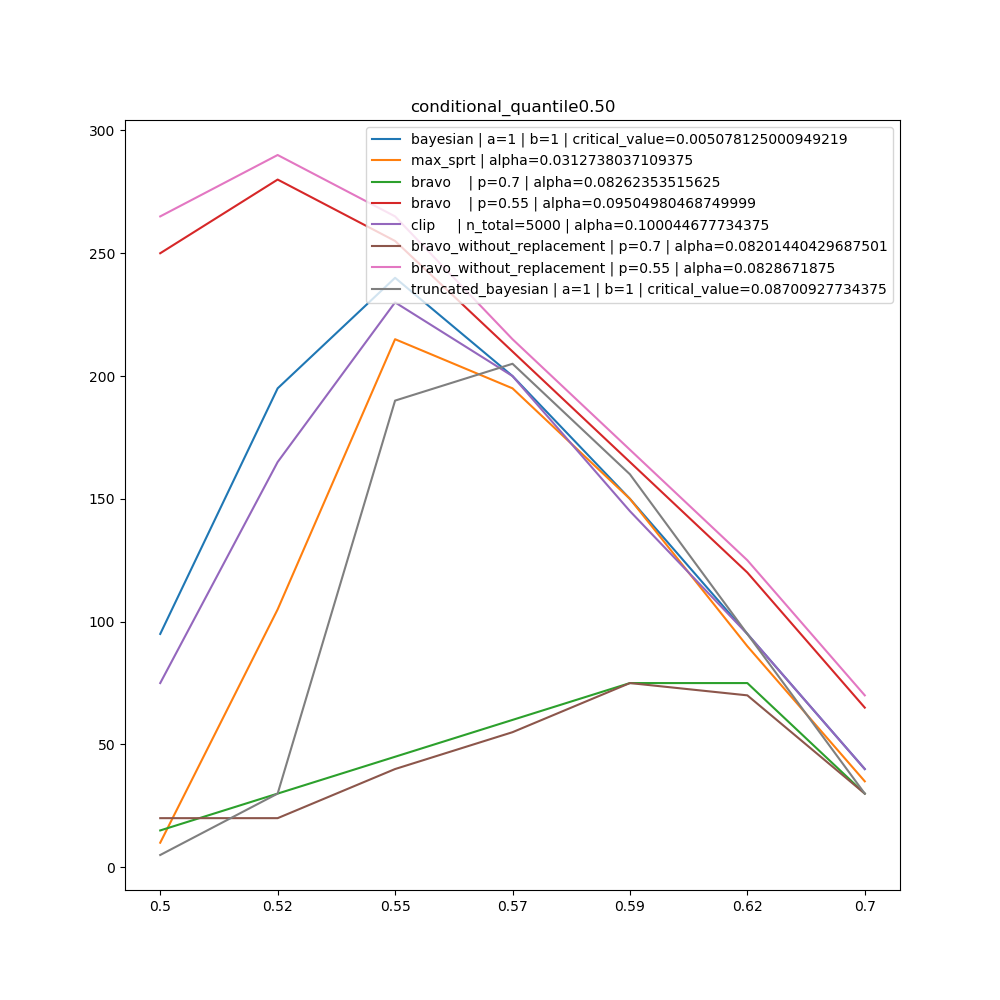 conditional_quantile0.50
300
250
200
150
100
50
0
bayesian | a=1 | b=1 | critical_value=0.005078125000949219
max_sprt | alpha=0.0312738037109375
bravo    | p=0.7 | alpha=0.08262353515625
bravo    | p=0.55 | alpha=0.09504980468749999
clip     | n_total=5000 | alpha=0.100044677734375
bravo_without_replacement | p=0.7 | alpha=0.08201440429687501
bravo_without_replacement | p=0.55 | alpha=0.0828671875
truncated_bayesian | a=1 | b=1 | critical_value=0.08700927734375
0.5 0.52 0.55 0.57 0.59 0.62 0.7